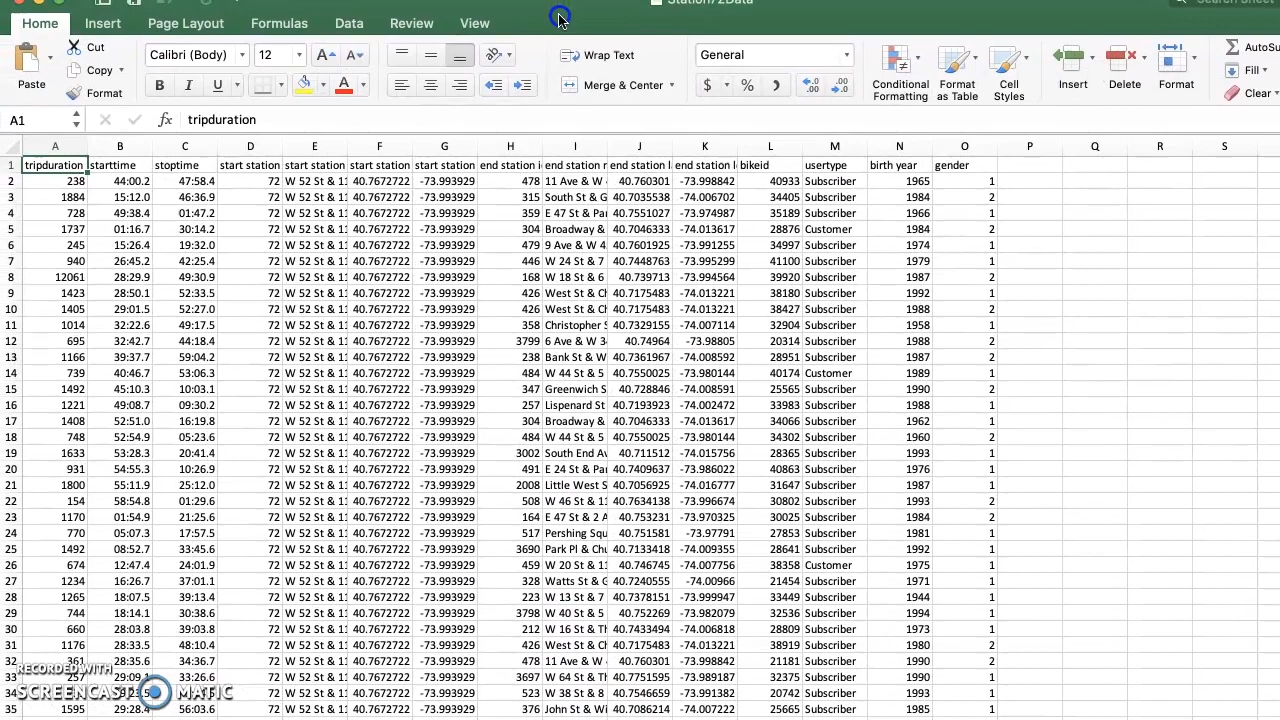 Station72Data
Search Sheet
Home Insert Page Layout Formulas Data Review View
Paste Cut Copy Format
Calibri (Body) 12 A A
B I U A
Wrap Text
Merge & Center
General
$ %
Conditional Formatting Format as Table Cell Styles
Insert Delete Format
AutoSu
Fill
Clear
A1 fx tripduration
A B C D E F G H I J K L M N O P Q R S
1 tripduration starttime stoptime start station start station start station start station end station i end station r end station l end station l bikeid usertype birth year gender
2 238 44:00.2 47:58.4 72 W 52 St & 11 40.7672722 -73.993929 478 11 Ave & W 40.760301 -73.998842 40933 Subscriber 1965 1
3 1884 15:12.0 46:36.9 72 W 52 St & 11 40.7672722 -73.993929 315 South St & G 40.7035538 -74.006702 34405 Subscriber 1984 2
4 728 49:38.4 01:47.2 72 W 52 St & 11 40.7672722 -73.993929 359 E 47 St & Par 40.7551027 -73.974987 35189 Subscriber 1966 1
5 1737 01:16.7 30:14.2 72 W 52 St & 11 40.7672722 -73.993929 304 Broadway & 40.7046333 -74.013617 28876 Customer 1984 2
6 245 15:26.4 19:32.0 72 W 52 St & 11 40.7672722 -73.993929 479 9 Ave & W 4 40.7601925 -73.991255 34997 Subscriber 1974 1
7 940 26:45.2 42:25.4 72 W 52 St & 11 40.7672722 -73.993929 446 W 24 St & 7 40.7448763 -73.995299 41100 Subscriber 1979 1
8 12061 28:29.9 49:30.9 72 W 52 St & 11 40.7672722 -73.993929 168 W 18 St & 6 40.739713 -73.994564 39920 Subscriber 1987 2
9 1423 28:50.1 52:33.5 72 W 52 St & 11 40.7672722 -73.993929 426 West St & Ch 40.7175483 -74.013221 38180 Subscriber 1992 1
10 1405 29:01.5 52:27.0 72 W 52 St & 11 40.7672722 -73.993929 426 West St & Ch 40.7175483 -74.013221 38427 Subscriber 1988 2
11 1014 32:22.6 49:17.5 72 W 52 St & 11 40.7672722 -73.993929 358 Christopher S 40.7329155 -74.007114 32904 Subscriber 1958 1
12 695 32:42.7 44:18.4 72 W 52 St & 11 40.7672722 -73.993929 3799 6 Ave & W 3 40.74964 -73.98805 20314 Subscriber 1988 2
13 1166 39:37.7 59:04.2 72 W 52 St & 11 40.7672722 -73.993929 238 Bank St & W 40.7361967 -74.008592 28951 Subscriber 1987 2
14 739 40:46.7 53:06.3 72 W 52 St & 11 40.7672722 -73.993929 484 W 44 St & 5 40.7550025 -73.980144 40174 Customer 1989 1
15 1492 45:10.3 10:03.1 72 W 52 St & 11 40.7672722 -73.993929 347 Greenwich S 40.728846 -74.008591 25565 Subscriber 1990 2
16 1221 49:08.7 09:30.2 72 W 52 St & 11 40.7672722 -73.993929 257 Lispenard St 40.7193923 -74.002472 33983 Subscriber 1988 1
17 1408 52:51.0 16:19.8 72 W 52 St & 11 40.7672722 -73.993929 304 Broadway & 40.7046333 -74.013617 34066 Subscriber 1962 1
18 748 52:54.9 05:23.6 72 W 52 St & 11 40.7672722 -73.993929 484 W 44 St & 5 40.7550025 -73.980144 34302 Subscriber 1960 2
19 1633 53:28.3 20:41.4 72 W 52 St & 11 40.7672722 -73.993929 3002 South End Av 40.711512 -74.015756 28365 Subscriber 1993 1
20 931 54:55.3 10:26.9 72 W 52 St & 11 40.7672722 -73.993929 491 E 24 St & Par 40.7409637 -73.986022 40863 Subscriber 1976 1
21 1800 55:11.9 25:12.0 72 W 52 St & 11 40.7672722 -73.993929 2008 Little West S 40.7056925 -74.016777 31647 Subscriber 1987 1
22 154 58:54.8 01:29.6 72 W 52 St & 11 40.7672722 -73.993929 508 W 46 St & 11 40.7634138 -73.996674 30802 Subscriber 1993 2
23 1170 01:54.9 21:25.6 72 W 52 St & 11 40.7672722 -73.993929 164 E 47 St & 2 A 40.753231 -73.970325 30025 Subscriber 1984 2
24 770 05:07.3 17:57.5 72 W 52 St & 11 40.7672722 -73.993929 517 Pershing Squ 40.751581 -73.97791 27853 Subscriber 1981 1
25 1492 08:52.7 33:45.6 72 W 52 St & 11 40.7672722 -73.993929 3690 Park Pl & Chu 40.7133418 -74.009355 28641 Subscriber 1992 1
26 674 12:47.4 24:01.9 72 W 52 St & 11 40.7672722 -73.993929 459 W 20 St & 11 40.746745 -74.007756 38358 Customer 1975 1
27 1234 16:26.7 37:01.1 72 W 52 St & 11 40.7672722 -73.993929 328 Watts St & G 40.7240555 -74.00966 21454 Subscriber 1971 1
28 1265 18:07.5 39:13.4 72 W 52 St & 11 40.7672722 -73.993929 223 W 13 St & 7 40.7378151 -73.999947 33449 Subscriber 1944 1
29 744 18:14.1 30:38.6 72 W 52 St & 11 40.7672722 -73.993929 3798 W 40 St & 5 40.752269 -73.982079 32536 Subscriber 1994 1
30 660 28:03.8 39:03.8 72 W 52 St & 11 40.7672722 -73.993929 212 W 16 St & Th 40.7433494 -74.006818 28809 Subscriber 1973 1
31 1176 28:33.5 48:10.4 72 W 52 St & 11 40.7672722 -73.993929 426 West St & Ch 40.7175483 -74.013221 38919 Subscriber 1980 2
32 361 28:35.6 34:36.7 72 W 52 St & 11 40.7672722 -73.993929 478 11 Ave & W 40.760301 -73.998842 21181 Subscriber 1990 2
33 257 29:09. 33:26.6 72 W 52 St & 11 40.7672722 -73.993929 3697 W 64 St & Th 40.7751595 -73.989187 32375 Subscriber 1990 1
34 72 W 52 St & 11 40.7672722 -73.993929 523 W 38 St & 8 40.7546659 -73.991382 20742 Subscriber 1993 1
35 1595 29:28.4 56:03.6 72 W 52 St & 11 40.7672722 -73.993929 376 John St & Wi 40.7086214 -74.007222 25665 Subscriber 1985 1
RECORDED WITH
SCREENCAST MATIC